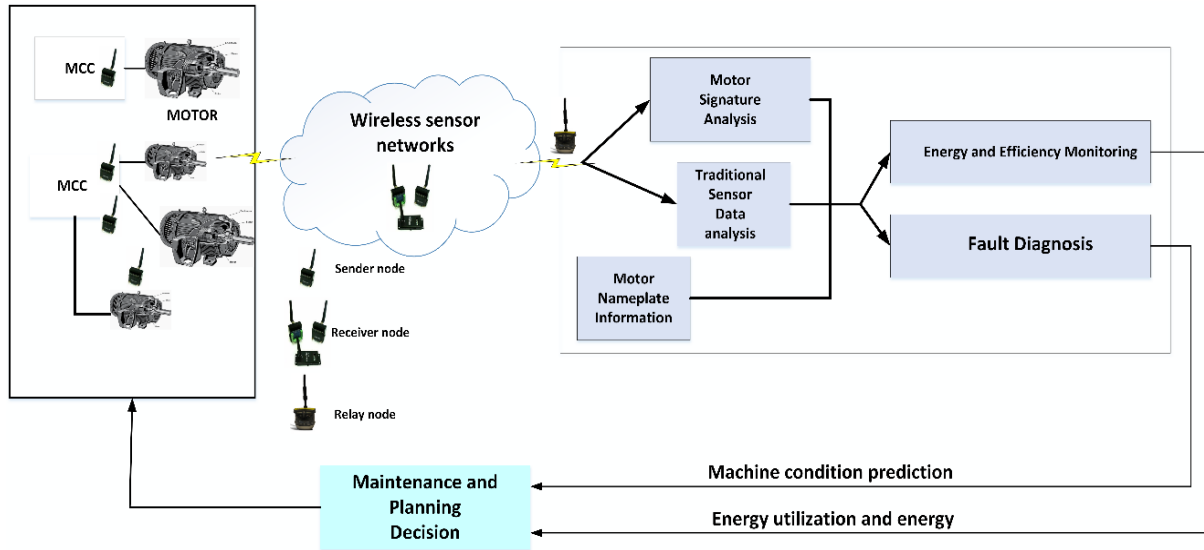 MCC
MOTOR
MCC
Wireless sensor
networks
Sender node
Receiver node
Relay node
Motor
Signature
Analysis
Traditional
Sensor
Data
analysis
Motor
Nameplate
Information
Energy and Efficiency Monitoring
Fault Diagnosis
Machine condition prediction
Energy utilization and energy
Maintenance and
Planning
Decision